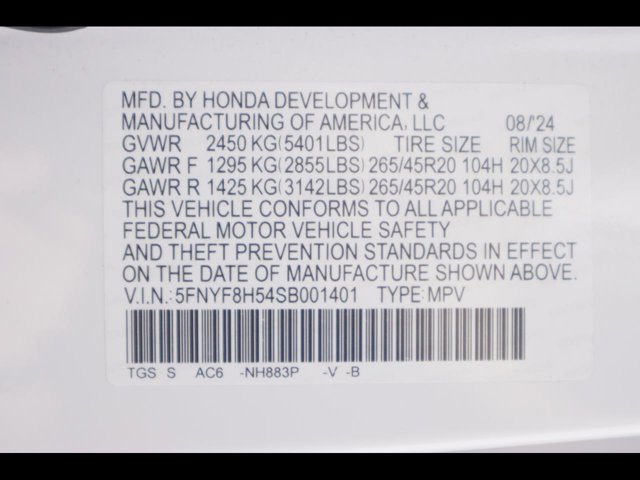 MFD. BY HONDA DEVELOPMENT &
MANUFACTURING OF AMERICA, LLC 08/'24
GVWR 2450 KG(5401LBS) TIRE SIZE RIM SIZE
GAWR F 1295 KG(2855LBS) 265/45R20 104H 20X8.5J
GAWR R 1425 KG(3142LBS) 265/45R20 104H 20X8.5J
THIS VEHICLE CONFORMS TO ALL APPLICABLE
FEDERAL MOTOR VEHICLE SAFETY
AND THEFT PREVENTION STANDARDS IN EFFECT
ON THE DATE OF MANUFACTURE SHOWN ABOVE.
V.I.N.: 5FNYF8H54SB001401 TYPE: MPV
TGS S AC6 -NH883P -V -B